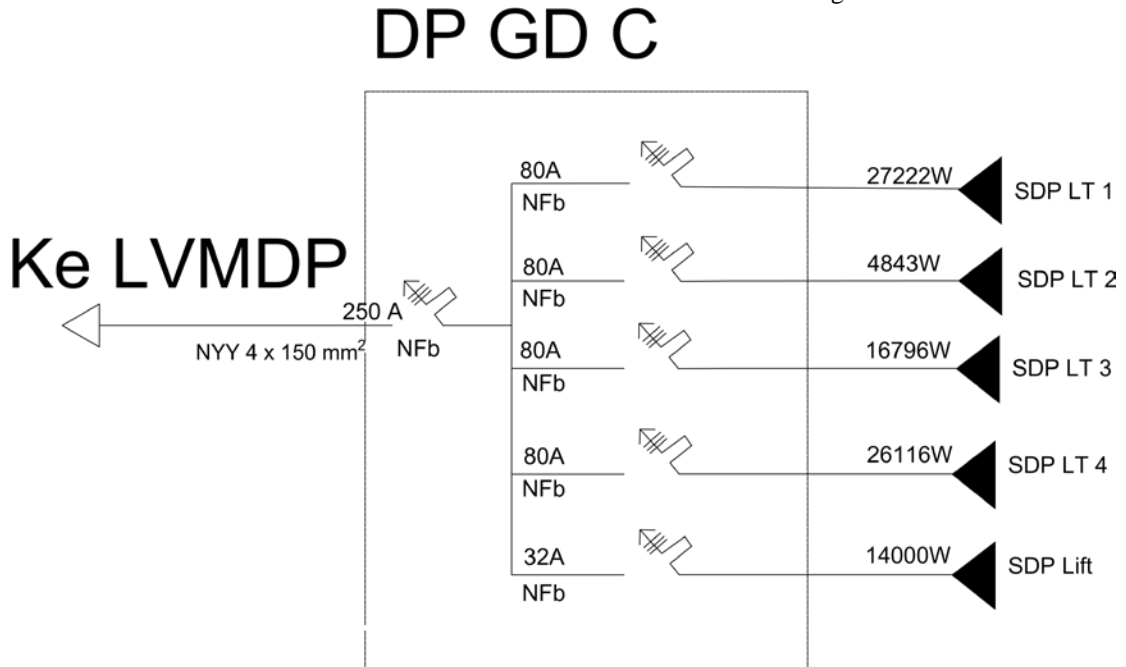 DP GD C
Ke LVMDP
250 A
NFb
NYY 4 x 150 mm²
80A
NFb
27222W
SDP LT 1
80A
NFb
4843W
SDP LT 2
80A
NFb
16796W
SDP LT 3
80A
NFb
26116W
SDP LT 4
32A
NFb
14000W
SDP Lift